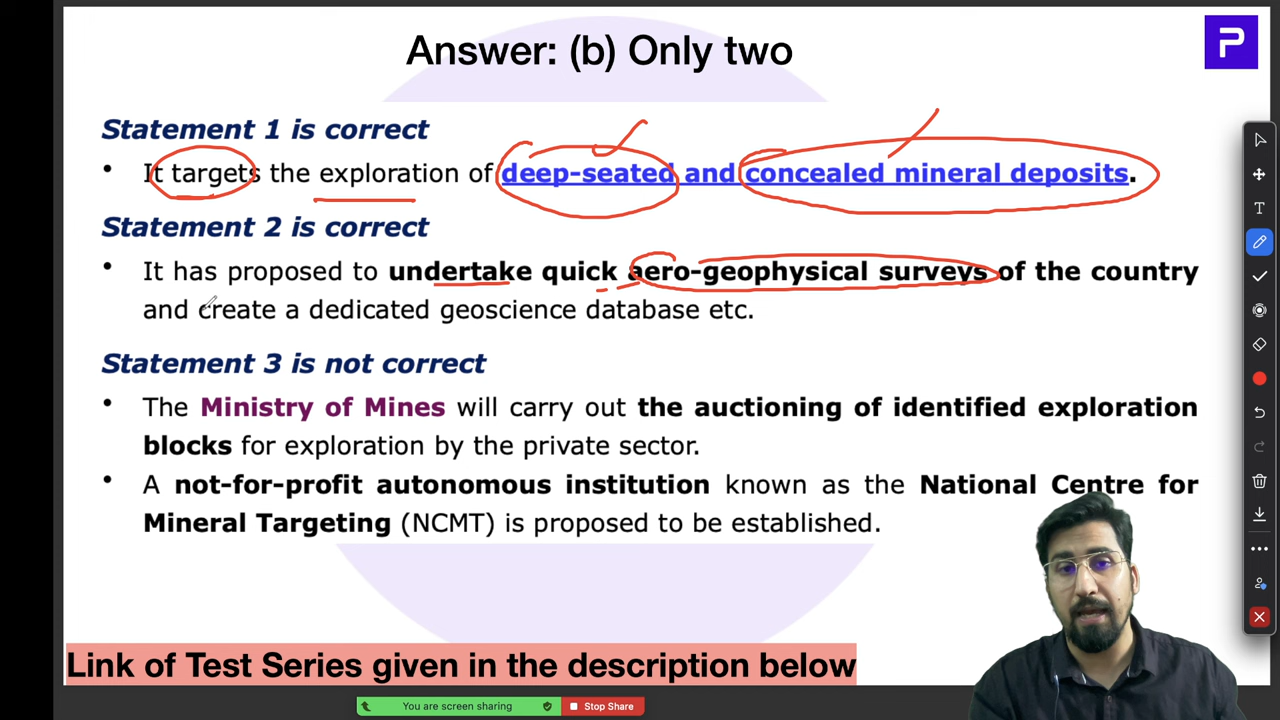 Answer: (b) Only two
P
Statement 1 is correct
• It targets the exploration of deep-seated and concealed mineral deposits.
Statement 2 is correct
• It has proposed to undertake quick aero-geophysical surveys of the country
and create a dedicated geoscience database etc.
Statement 3 is not correct
• The Ministry of Mines will carry out the auctioning of identified exploration
blocks for exploration by the private sector.
• A not-for-profit autonomous institution known as the National Centre for
Mineral Targeting (NCMT) is proposed to be established.
Link of Test Series given in the description below
You are screen sharing
Stop Share
T